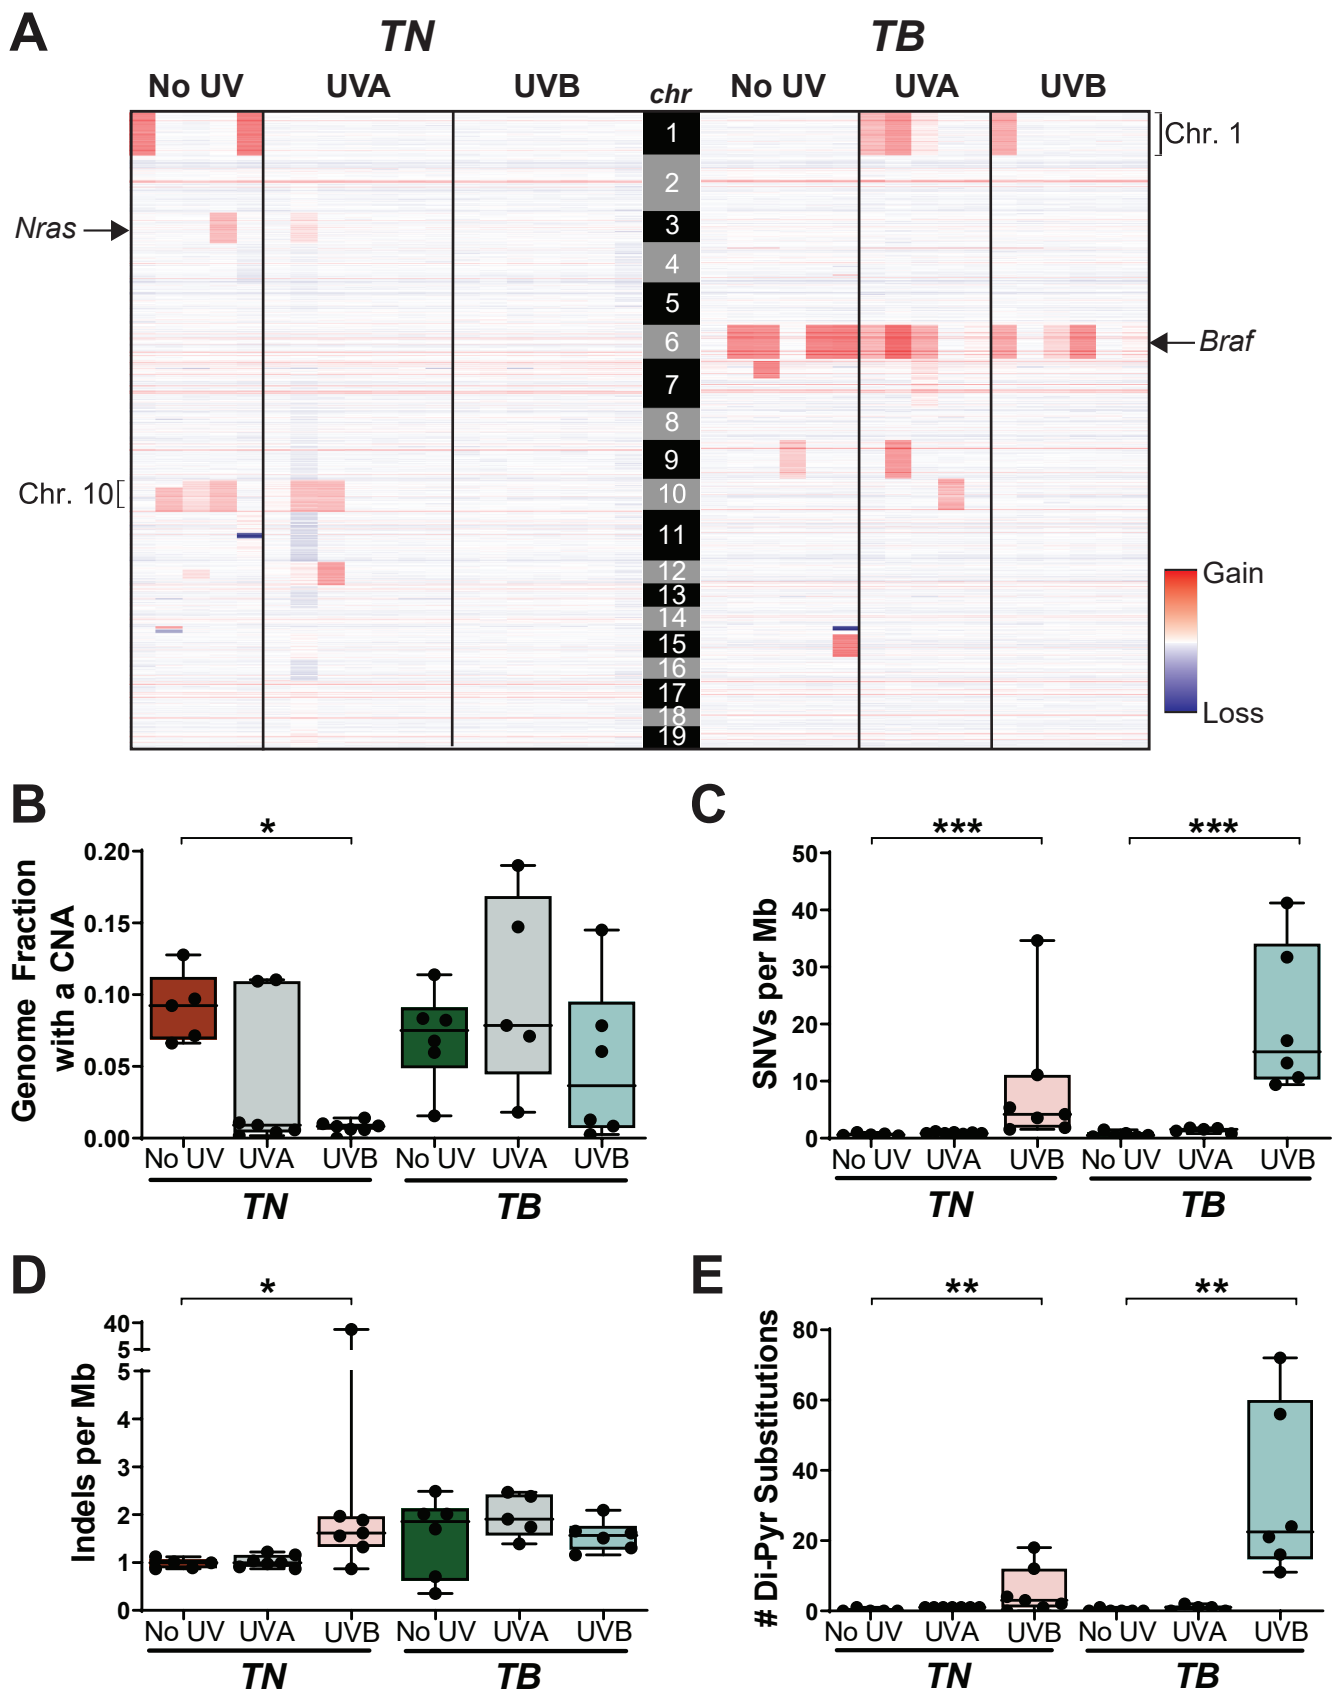 A
TN
TB
No UV
UVA
UVB
chr
No UV
UVA
UVB
1
2
3
4
5
6
7
8
9
10
11
12
13
14
15
16
17
18
19
Nras
Chr. 10
Chr. 1
Braf
Gain
Loss
B
*
Genome Fraction
with a CNA
0.20
0.15
0.10
0.05
0.00
No UV
UVA
UVB
No UV
UVA
UVB
TN
TB
C
***
***
SNVs per Mb
50
40
30
20
10
0
No UV
UVA
UVB
No UV
UVA
UVB
TN
TB
D
*
Indels per Mb
40
5
5
4
3
2
1
0
No UV
UVA
UVB
No UV
UVA
UVB
TN
TB
E
**
**
# Di-Pyr Substitutions
80
60
40
20
0
No UV
UVA
UVB
No UV
UVA
UVB
TN
TB